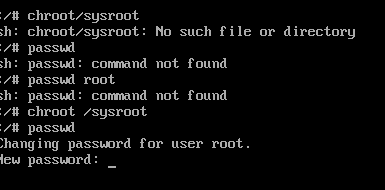 :/# chroot/sysroot
sh: chroot/sysroot: No such file or directory
:/# passwd
sh: passwd: command not found
:/# passwd root
sh: passwd: command not found
:/# chroot /sysroot
:/# passwd
Changing password for user root.
New password: _